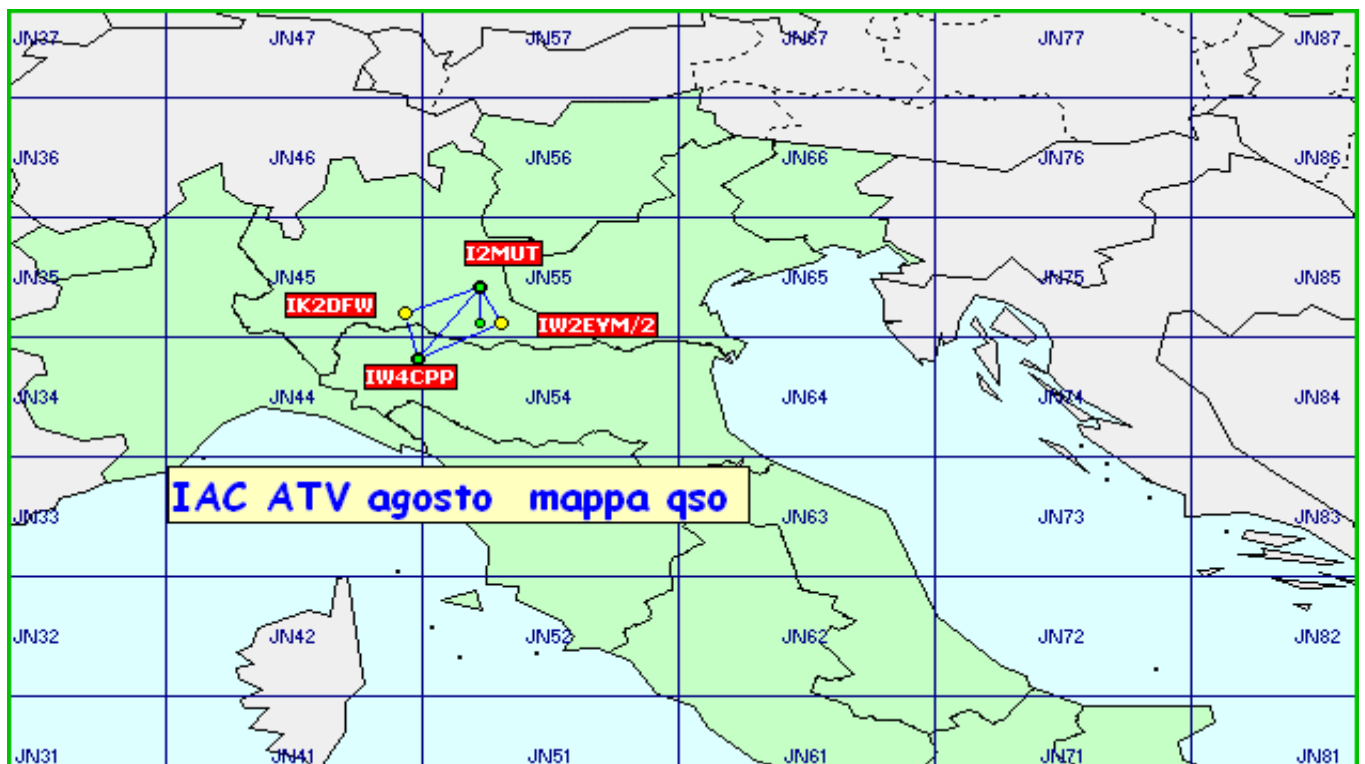 JN37 JN47 JN57 JN67 JN77 JN87
JN36 JN46 JN56 JN66 JN76 JN86
I2MUT
JN35 JN45 JN55 JN65 JN75 JN85
IK2DFW
IW2EYM/2
IW4CPP
JN34 JN44 JN54 JN64 JN74 JN84
IAC ATV agosto mappa qso
JN33 JN63 JN73 JN83
JN32 JN42 JN52 JN62 JN72 JN82
JN31 JN41 JN51 JN61 JN71 JN81